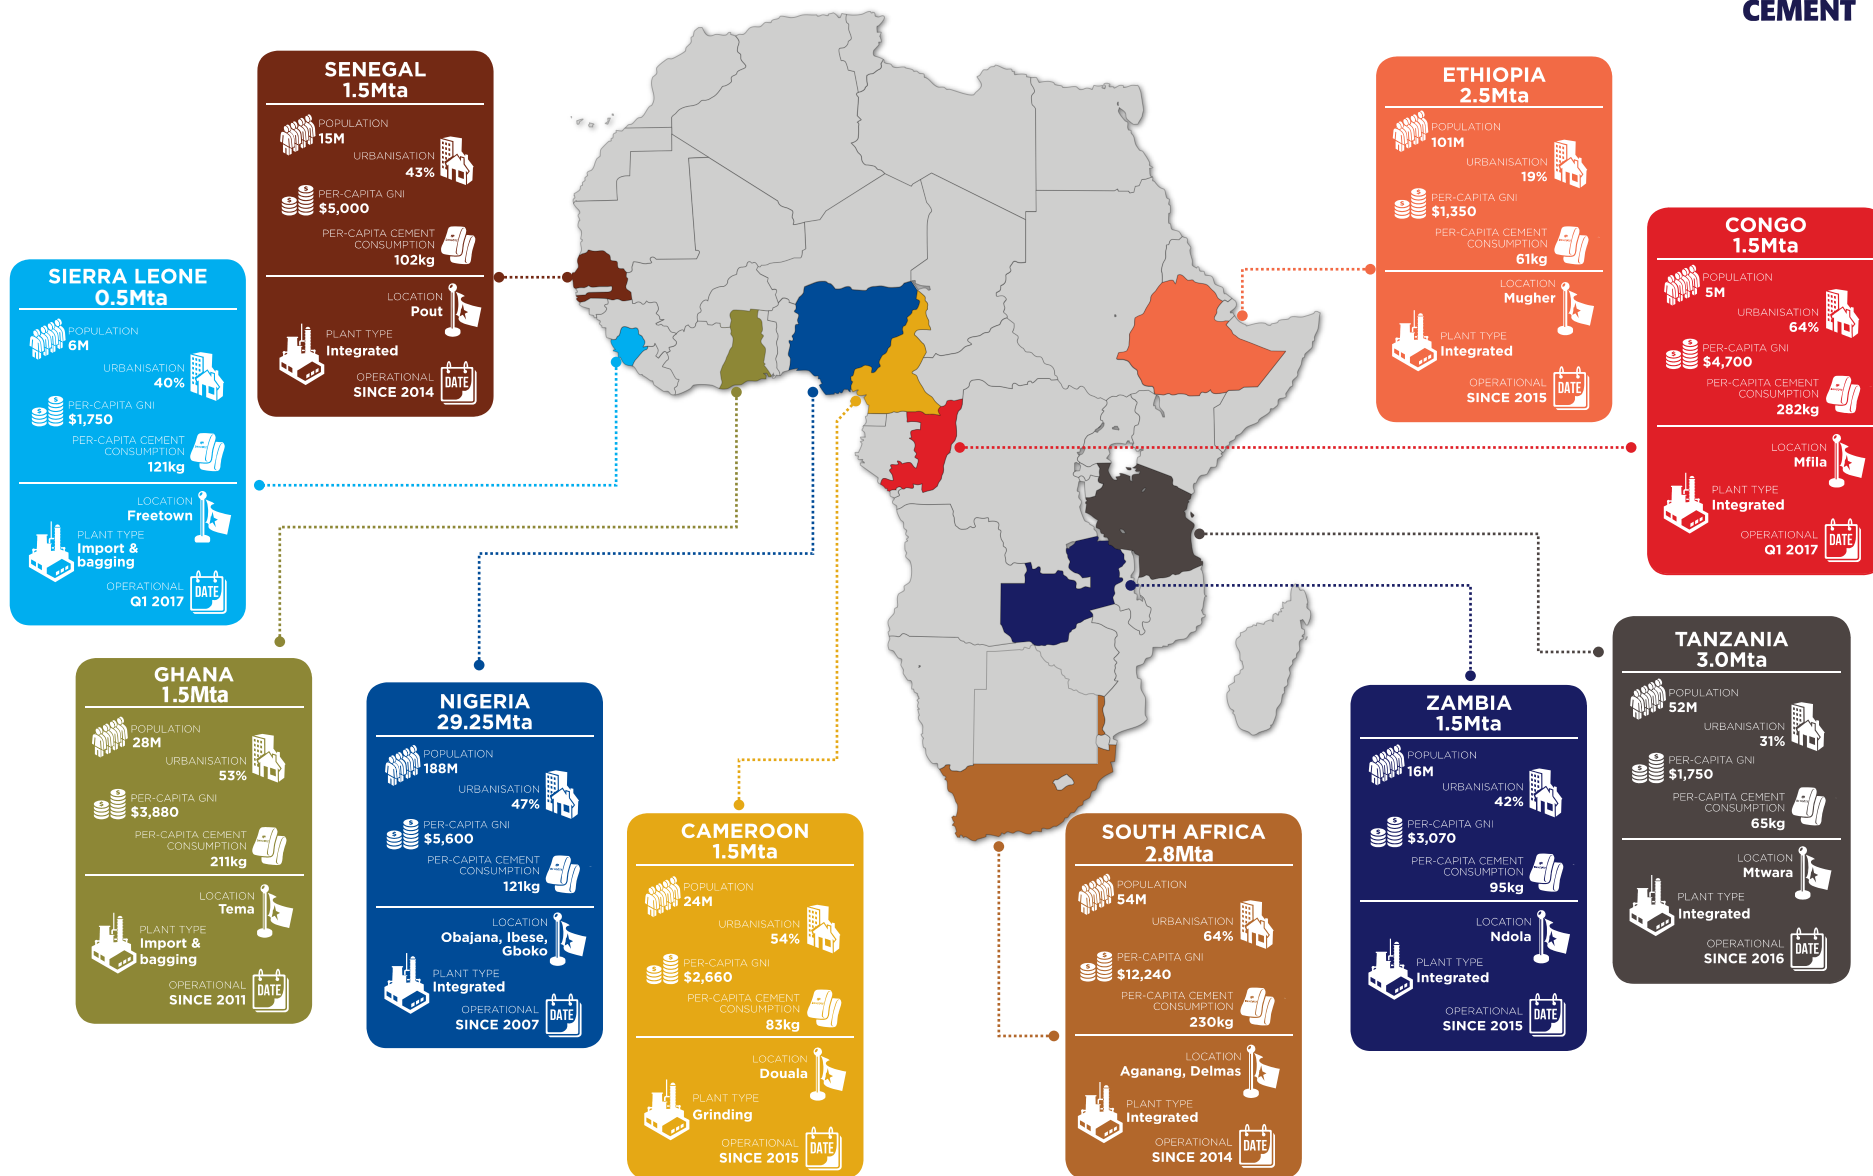 CEMENT
SENEGAL
1.5Mta
POPULATION
15M
URBANISATION
43%
PER-CAPITA GNI
$5,000
PER-CAPITA CEMENT
CONSUMPTION
102kg
LOCATION
Pout
PLANT TYPE
Integrated
OPERATIONAL
SINCE 2014
DATE
ETHIOPIA
2.5Mta
POPULATION
101M
URBANISATION
19%
PER-CAPITA GNI
$1,350
PER-CAPITA CEMENT
CONSUMPTION
61kg
LOCATION
Mugher
PLANT TYPE
Integrated
OPERATIONAL
SINCE 2015
DATE
CONGO
1.5Mta
POPULATION
5M
URBANISATION
64%
PER-CAPITA GNI
$4,700
PER-CAPITA CEMENT
CONSUMPTION
282kg
LOCATION
Mfila
PLANT TYPE
Integrated
OPERATIONAL
Q1 2017
DATE
SIERRA LEONE
0.5Mta
POPULATION
6M
URBANISATION
40%
PER-CAPITA GNI
$1,750
PER-CAPITA CEMENT
CONSUMPTION
121kg
LOCATION
Freetown
PLANT TYPE
Import &
bagging
OPERATIONAL
Q1 2017
DATE
GHANA
1.5Mta
POPULATION
28M
URBANISATION
53%
PER-CAPITA GNI
$3,880
PER-CAPITA CEMENT
CONSUMPTION
211kg
LOCATION
Tema
PLANT TYPE
Import &
bagging
OPERATIONAL
SINCE 2011
DATE
NIGERIA
29.25Mta
POPULATION
188M
URBANISATION
47%
PER-CAPITA GNI
$5,600
PER-CAPITA CEMENT
CONSUMPTION
121kg
LOCATION
Obajana, Ibese,
Gboko
PLANT TYPE
Integrated
OPERATIONAL
SINCE 2007
DATE
CAMEROON
1.5Mta
POPULATION
24M
URBANISATION
54%
PER-CAPITA GNI
$2,660
PER-CAPITA CEMENT
CONSUMPTION
83kg
LOCATION
Douala
PLANT TYPE
Grinding
OPERATIONAL
SINCE 2015
DATE
SOUTH AFRICA
2.8Mta
POPULATION
54M
URBANISATION
64%
PER-CAPITA GNI
$12,240
PER-CAPITA CEMENT
CONSUMPTION
230kg
LOCATION
Aganang, Delmas
PLANT TYPE
Integrated
OPERATIONAL
SINCE 2014
DATE
ZAMBIA
1.5Mta
POPULATION
16M
URBANISATION
42%
PER-CAPITA GNI
$3,070
PER-CAPITA CEMENT
CONSUMPTION
95kg
LOCATION
Ndola
PLANT TYPE
Integrated
OPERATIONAL
SINCE 2015
DATE
TANZANIA
3.0Mta
POPULATION
52M
URBANISATION
31%
PER-CAPITA GNI
$1,750
PER-CAPITA CEMENT
CONSUMPTION
65kg
LOCATION
Mtwara
PLANT TYPE
Integrated
OPERATIONAL
SINCE 2016
DATE